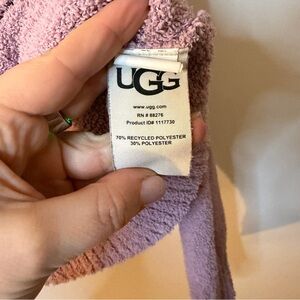 UGG
www.ugg.com
RN # 88276
Product ID# 1117730
70% RECYCLED POLYESTER
30% POLYESTER